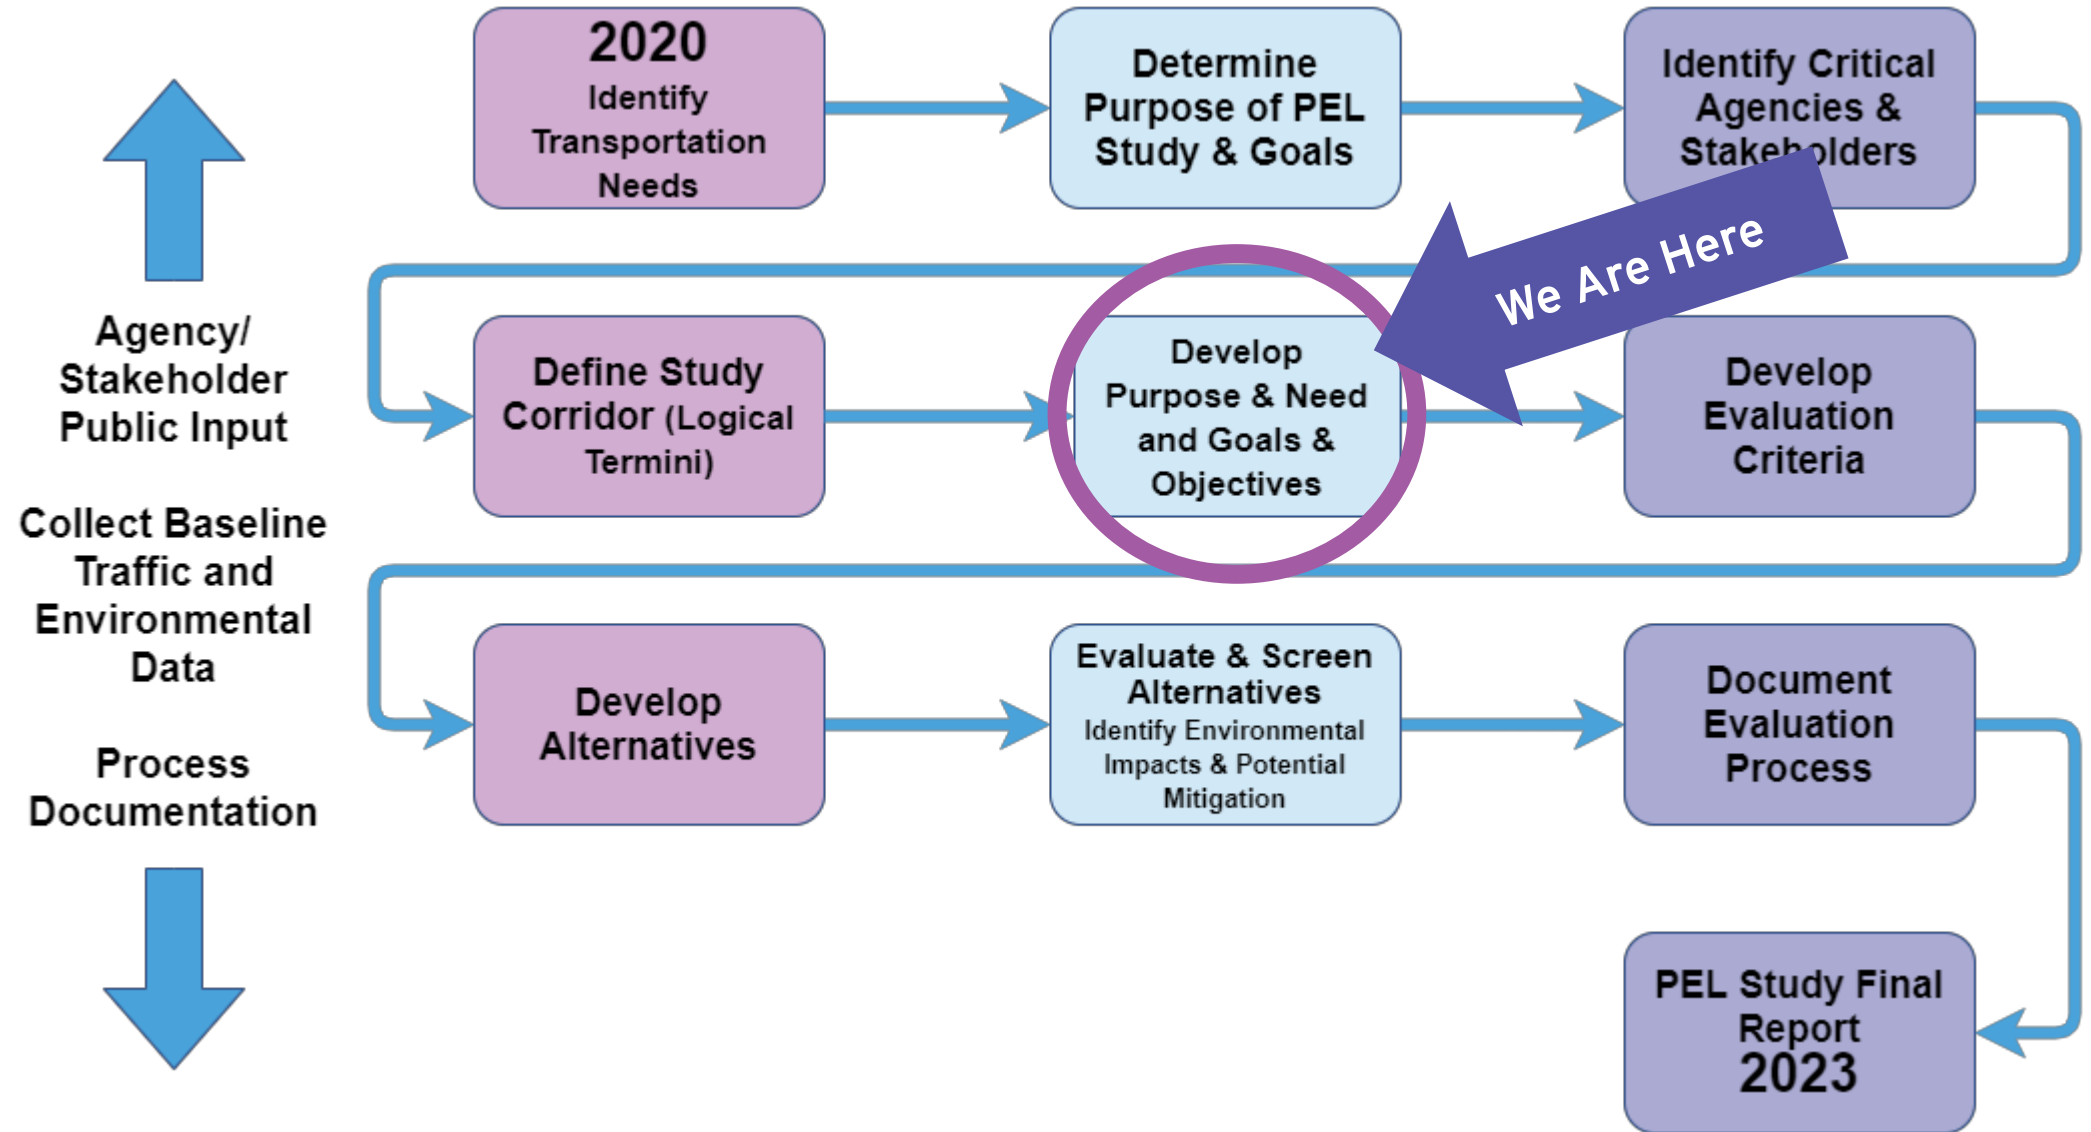 2020
Identify
Transportation
Needs
Determine
Purpose of PEL
Study & Goals
Identify Critical
Agencies &
Stakeholders
We Are Here
Agency/
Stakeholder
Public Input
Collect Baseline
Traffic and
Environmental
Data
Process
Documentation
Define Study
Corridor (Logical
Termini)
Develop
Purpose & Need
and Goals &
Objectives
Develop
Evaluation
Criteria
Develop
Alternatives
Evaluate & Screen
Alternatives
Identify Environmental
Impacts & Potential
Mitigation
Document
Evaluation
Process
PEL Study Final
Report
2023